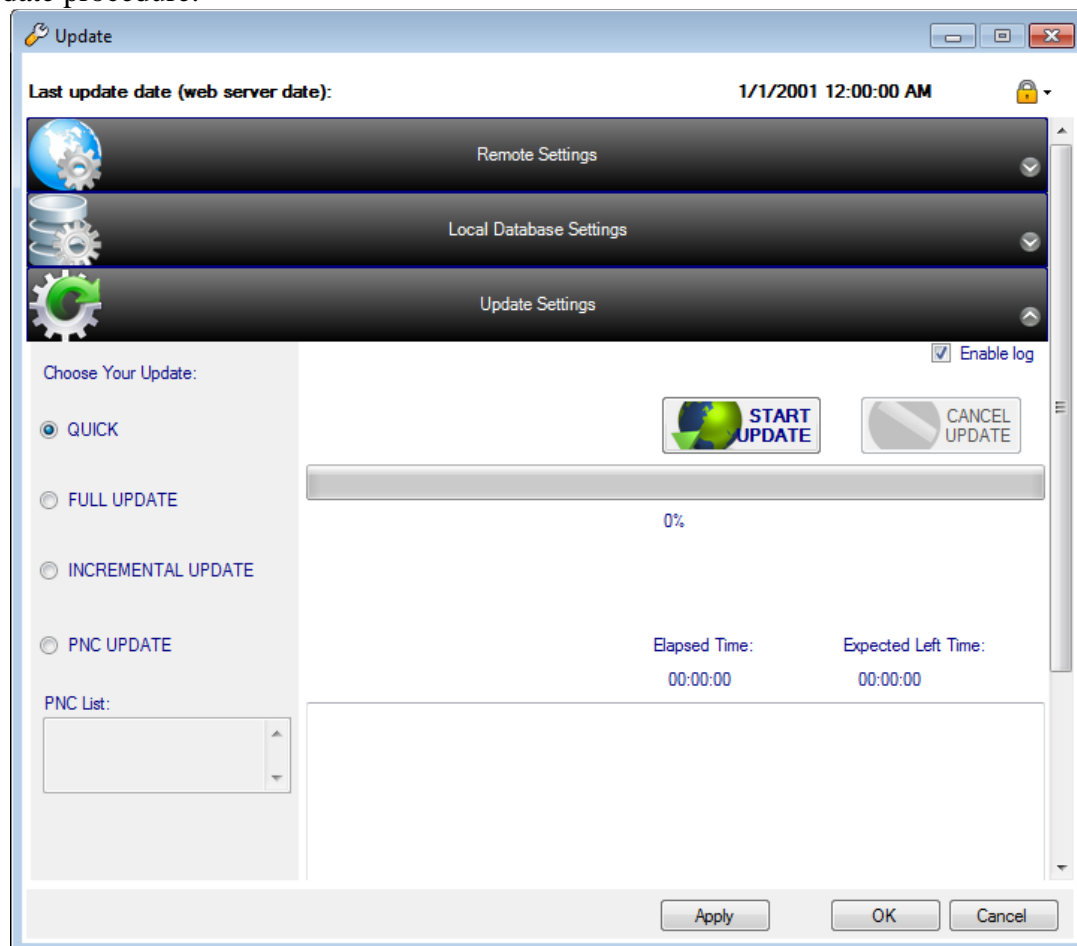 date procedure.
Update
Last update date (web server date): 1/1/2001 12:00:00 AM
Remote Settings
Local Database Settings
Update Settings
Enable log
Choose Your Update:
QUICK
START UPDATE
CANCEL UPDATE
FULL UPDATE
0%
INCREMENTAL UPDATE
PNC UPDATE
Elapsed Time: Expected Left Time:
00:00:00 00:00:00
PNC List:
Apply OK Cancel